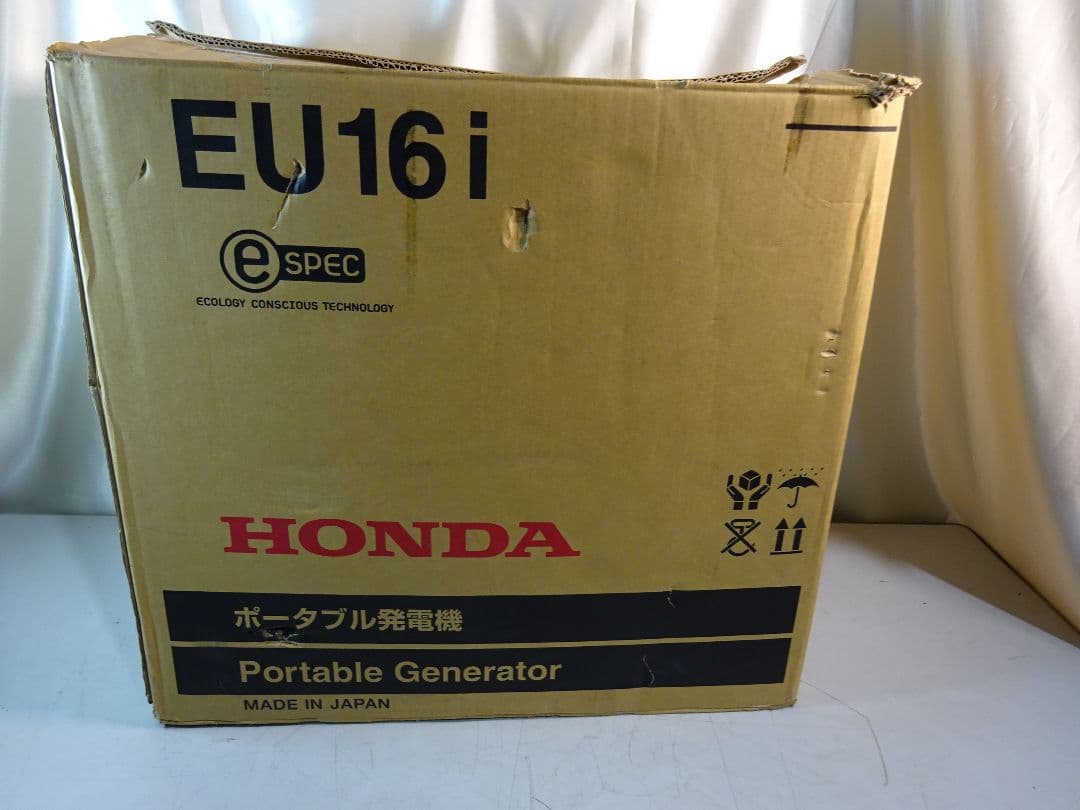 EU16i
e SPEC
ECOLOGY CONSCIOUS TECHNOLOGY
HONDA
ポータブル発電機
Portable Generator
MADE IN JAPAN